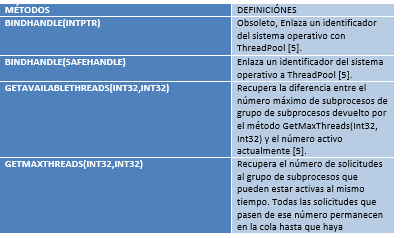 MÉTODOS DEFINICIÓNES
BINDHANDLE(INTPTR) Obsoleto, Enlaza un identificador
del sistema operativo con
ThreadPool [5].
BINDHANDLE(SAFEHANDLE) Enlaza un identificador del sistema
operativo a ThreadPool [5].
GETAVAILABLETHREADS(INT32,INT32) Recupera la diferencia entre el
número máximo de subprocesos de
grupo de subprocesos devuelto por
el método GetMaxThreads(Int32,
Int32) y el número activo
actualmente [5].
GETMAXTHREADS(INT32,INT32) Recupera el número de solicitudes
al grupo de subprocesos que
pueden estar activas al mismo
tiempo. Todas las solicitudes que
pasen de ese número permanecen
en la cola hasta que haya